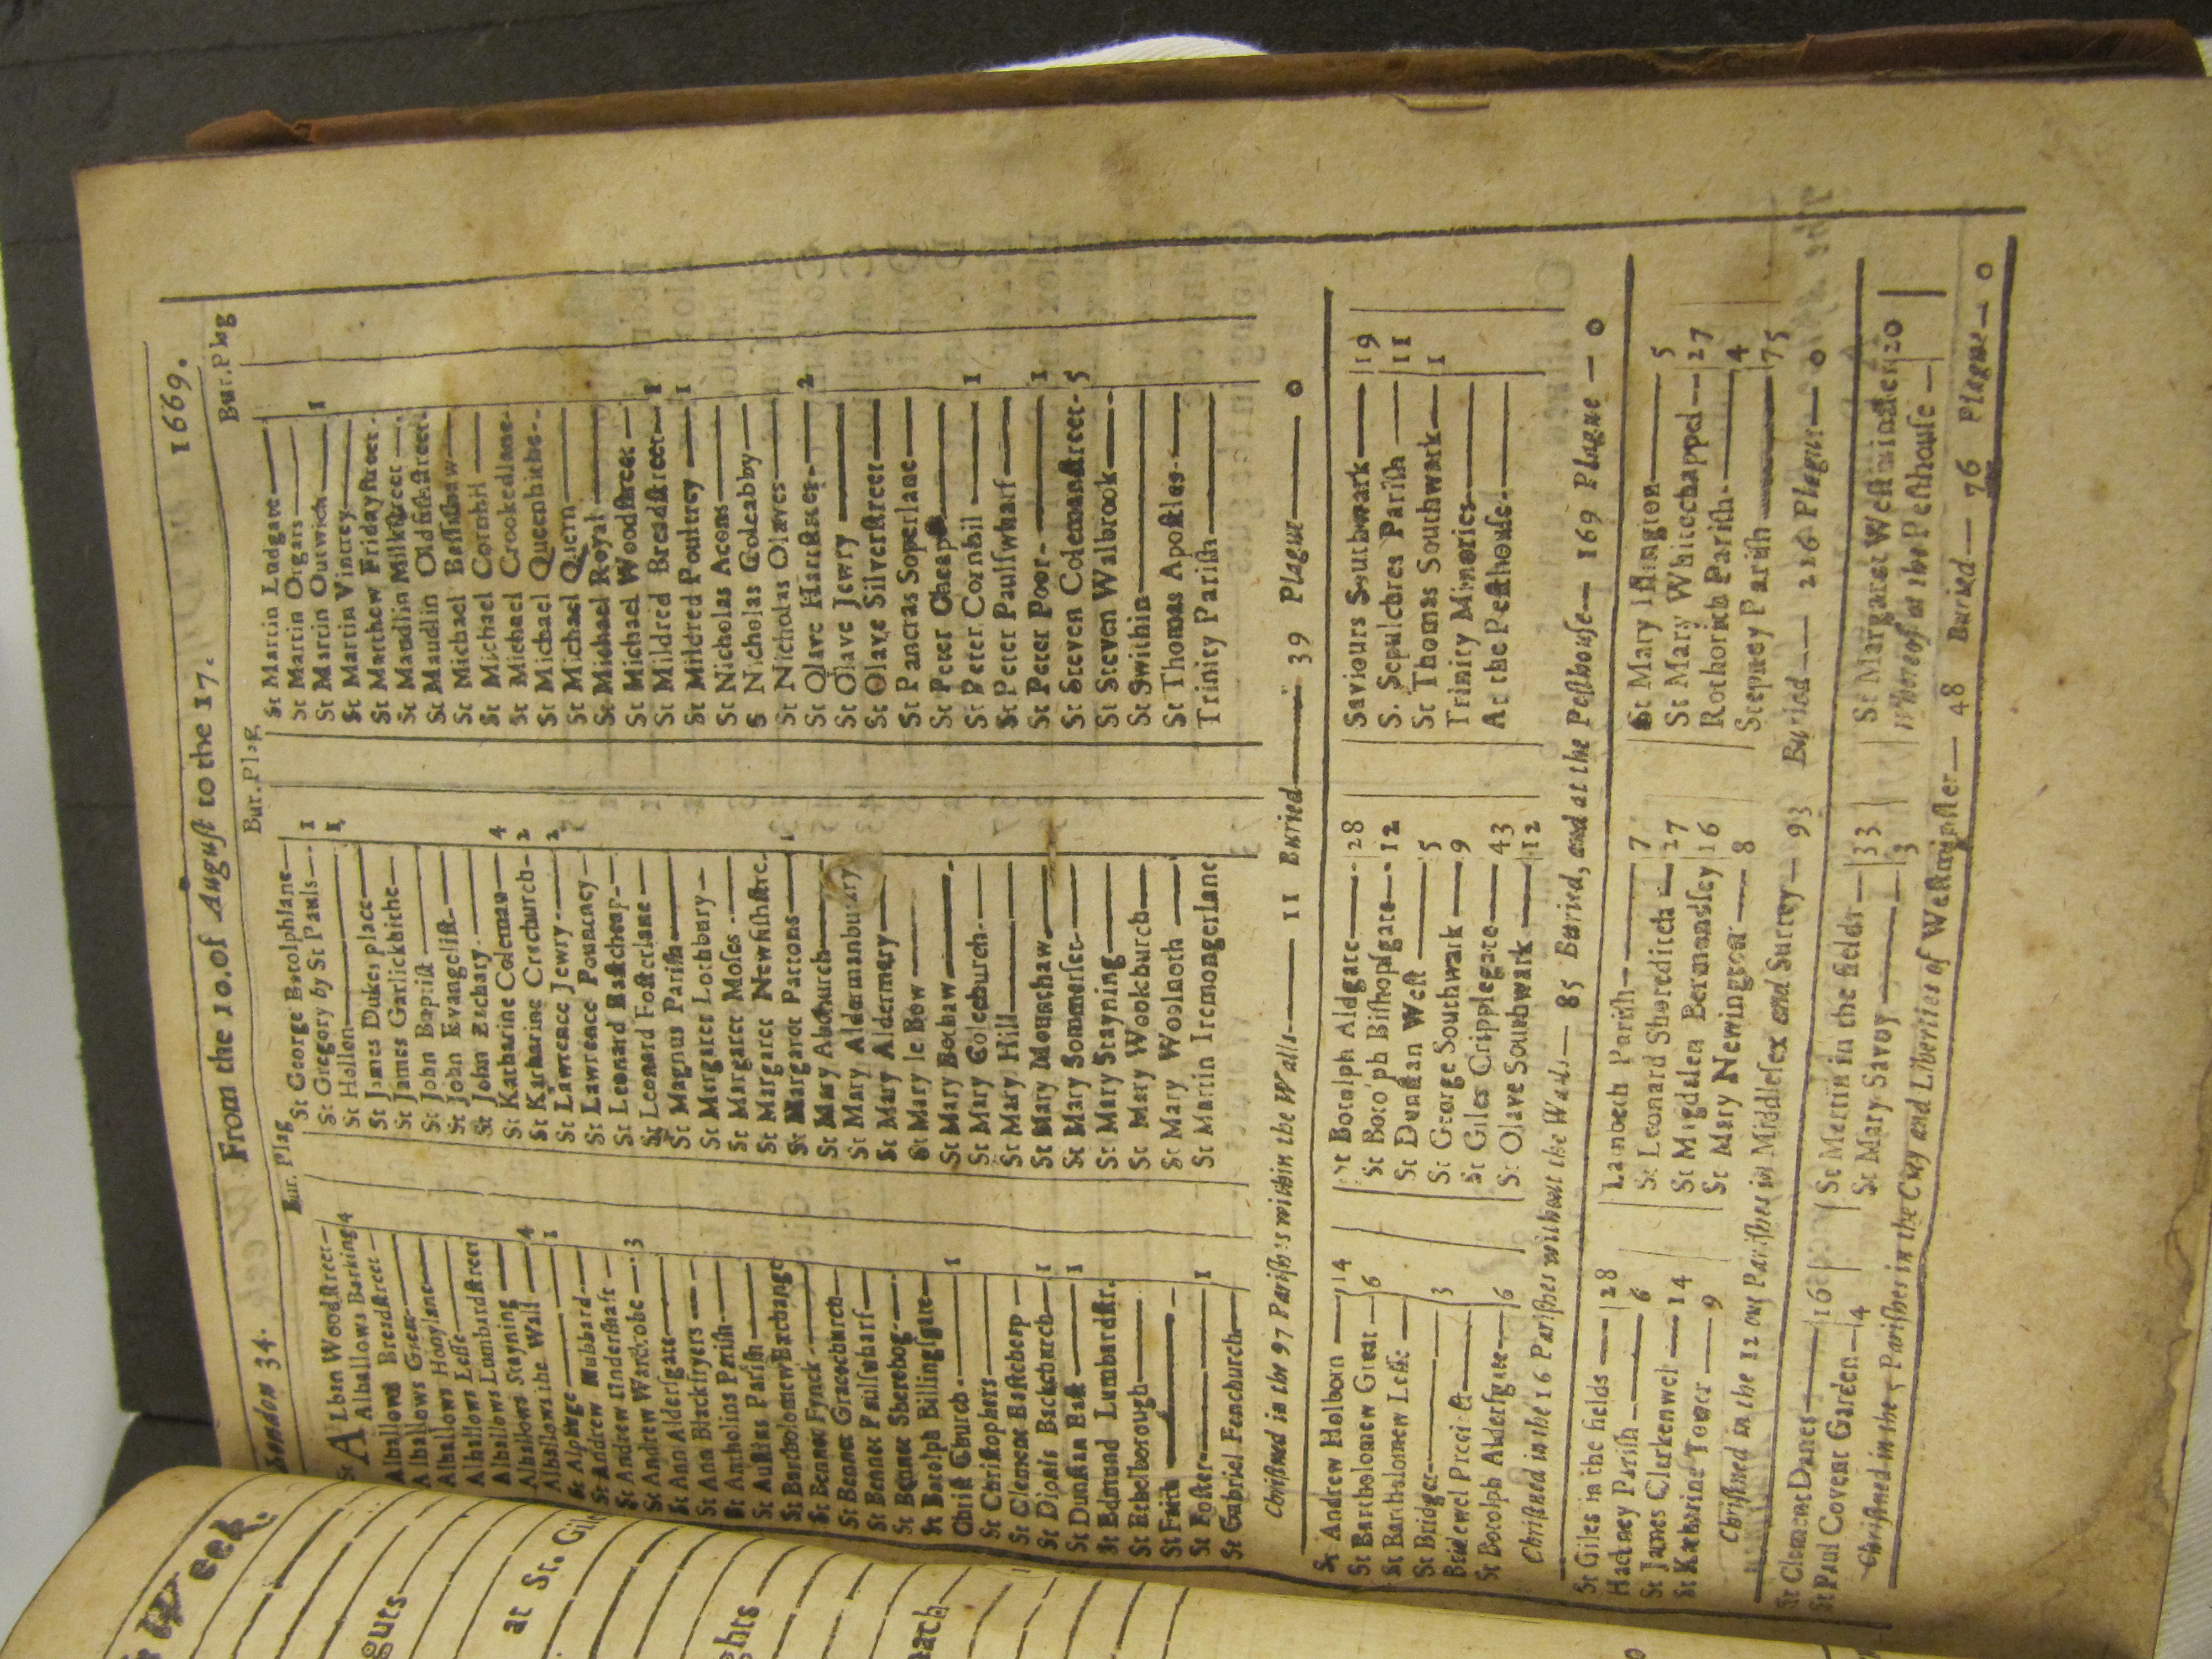 London 34. From the 10. of Auguſt to the 17. 1669.
Bur. Plag
St ALban Woodſtreet—
Alhallows Barking 4
Alhallows Breadſtreet—
Alhallows Great—
Alhallows Honylane—
Alhallows Leſſe—
Alhallows Lumbardſtreet
Alhallows Stayning — 4
Alhallows the Wall — 1
St Alphage —
St Andrew Hubbard—
St Andrew Underſhaft — 3
St Andrew Wardrobe —
St Ann Alderſgate—
St Ann Blackfryers —
St Antholins Pariſh—
St Auſtins Pariſh —
St Bartholomew Exchange
St Bennet Fynck —
St Bennet Gracechurch—
St Bennet Paulſwharf—
St Bennet Sherehog—
St Botolph Billingſgate—
Chriſt Church — 1
St Chriſtophers—
St Clement Eaſtcheap —
St Dionis Backchurch— 1
St Dunſtan Eaſt — 1
St Edmund Lumbardſtr.
St Ethelborough—
St Faith —
St Foſter— 1
St Gabriel Fenchurch—
Bur. Plag
St George Botolphlane— 1
St Gregory by St Pauls— 1
St Hellen—
St James Dukes place—
St James Garlickhithe—
St John Baptiſt —
St John Evangeliſt—
St John Zachary—
St Katharine Coleman— 4
St Katharine Crechurch— 2
St Lawrence Jewry— 2
St Lawrence Pountney—
St Leonard Eaſtcheap—
St Leonard Foſterlane —
St Magnus Pariſh—
St Mergaret Lothbury—
St Margaret Moſes —
St Margaret Newfiſhſtre.
St Margaret Pattons— 1
St Mary Abchurch—
St Mary Aldermanbury
St Mary Aldermary—
St Mary le Bow —
St Mary Bothaw—
St Mary Colechurch—
St Mary Hill—
St Mary Mounthaw—
St Mary Sommerſet—
St Mary Stayning—
St Mary Woolchurch—
St Mary Woolnoth —
St Martin Iremongerlane
Bur. Plag
St Martin Ludgate —
St Martin Orgars—
St Martin Outwich— 1
St Martin Vintrey—
St Matthew Fridayſtreet—
St Maudlin Milkſtreet —
St Maudlin Oldfiſhſtreet
St Michael Baſſiſhaw—
St Michael Cornhil —
St Michael Crookedlane—
St Michael Queenhithe—
St Michael Quern—
St Michael Royal —
St Michael Woodſtreet —
St Mildred Breadſtreet— 1
St Mildred Poultrey — 1
St Nicholas Acons—
S Nicholas Coleabby—
St Nicholas Olaves—
St Olave Hartſtreet— 2
St Olave Jewry —
St Olave Silverſtreet—
St Pancras Soperlane—
St Peter Cheap
St Peter Cornhil — 1
St Peter Paulſwharf—
St Peter Poor— 1
St Steven Colemanſtreet- 5
St Steven Walbrook—
St Swithin—
St Thomas Apoſtles—
Trinity Pariſh —
Chriſtned in the 97 Pariſhes within the Walls— 11 Buried— 39 Plague— 0
St Andrew Holborn — 14
St Bartholomew Great — 6
St Bartholomew Leſſe —
St Bridget— 3
Bridewel Precinct—
St Botolph Alderſgate— 6
St Botolph Aldgate— 28
St Botolph Biſhopſgate— 12
St Dunſtan Weſt — 5
St George Southwark — 9
St Giles Cripplegate— 43
St Olave Southwark — 12
Saviours Southwark — 19
S. Sepulchres Pariſh — 11
St Thomas Southwark— 1
Trinity Minories—
At the Peſthouſe—
Chriſtned in the 16 Pariſhes without the Walls— 85 Buried, and at the Peſthouſe— 169 Plague — 0
St Giles in the fields — 28
Hackney Pariſh — 6
St James Clerkenwel — 14
St Katharine Tower — 9
Lambeth Pariſh— 7
St Leonard Shoreditch — 27
St Migdalen Bermondſey 16
St Mary Newington — 8
St Mary Iſlington— 5
St Mary Whitechappel— 27
Rothorith Pariſh— 4
Stepney Pariſh — 75
Chriſtned in the 12 out Pariſhes in Middleſex and Surrey— 93 Buried— 216 Plague— 0
St Clement Danes— 16
St Paul Covent Garden— 4
St Mertin in the fields — 33
St Mary Savoy — 3
St Margaret Weſtminſter 20
Whereof at the Peſthouſe —
Chriſtned in the 5 Pariſhes in the City and Liberties of Weſtminſter— 48 Buried— 76 Plague— 0
eek.
guts
at St. Giles
ghts